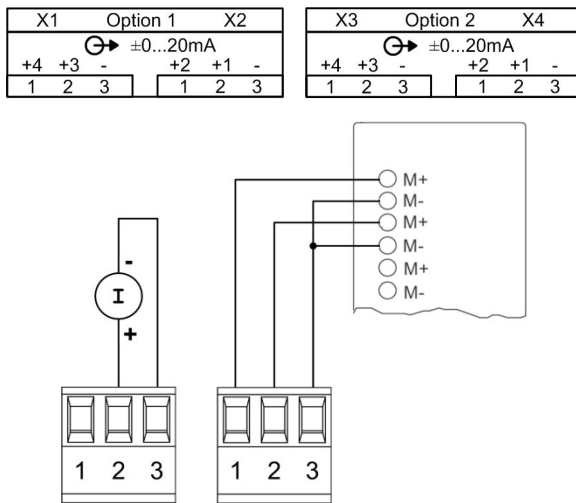 X1 Option 1 X2
±0...20mA
+4 +3 - +2 +1 -
1 2 3 1 2 3
X3 Option 2 X4
±0...20mA
+4 +3 - +2 +1 -
1 2 3 1 2 3
M+
M-
M+
M-
M+
M-
-
I
+
1 2 3
1 2 3